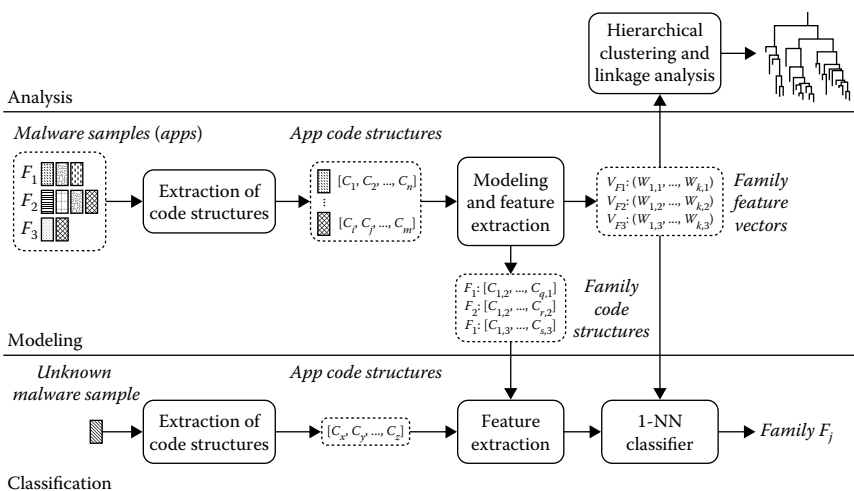 Hierarchical
clustering and
linkage analysis
Analysis
Malware samples (apps)
App code structures
F1
F2
F3
Extraction of
code structures
[C1, C2, ..., Cn]
⋮
[Ci, Cj, ..., Cm]
Modeling
and feature
extraction
VF1: (W1,1, ..., Wk,1)
VF2: (W1,2, ..., Wk,2)
VF3: (W1,3, ..., Wk,3)
Family
feature
vectors
F1: [C1,2, ..., Cq,1]
F2: [C1,2, ..., Cr,2]
F1: [C1,3, ..., Cs,3]
Family
code
structures
Modeling
Unknown
malware sample
App code structures
Extraction of
code structures
[Cx, Cy, ..., Cz]
Feature
extraction
1-NN
classifier
Family Fj
Classification